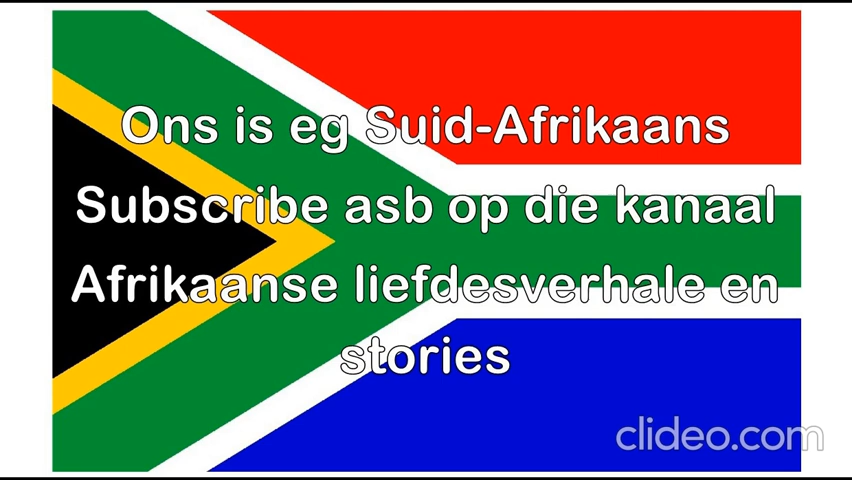 Ons is eg Suid-Afrikaans
Subscribe asb op die kanaal
Afrikaanse liefdesverhale en
stories
clideo.com